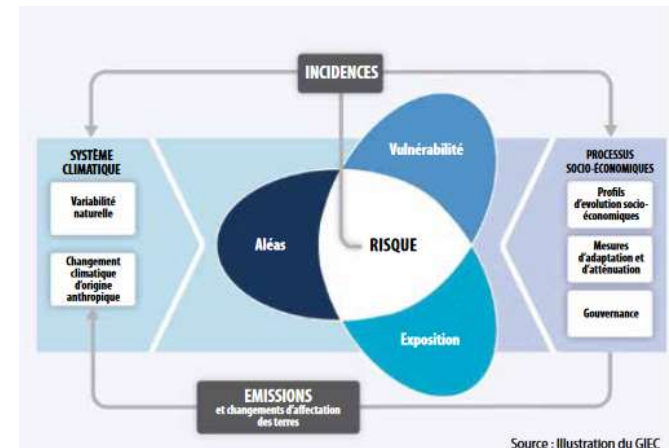 INCIDENCES
SYSTÈME
CLIMATIQUE
Variabilité
naturelle
Changement
climatique
d'origine
anthropique
Vulnérabilité
Aléas
RISQUE
Exposition
PROCESSUS
SOCIO-ÉCONOMIQUES
Profils
d'evolution socio-
économiques
Mesures
d'adaptation et
d'atténuation
Gouvernance
EMISSIONS
et changements d'affectation
des terres
Source : Illustration du GIEC